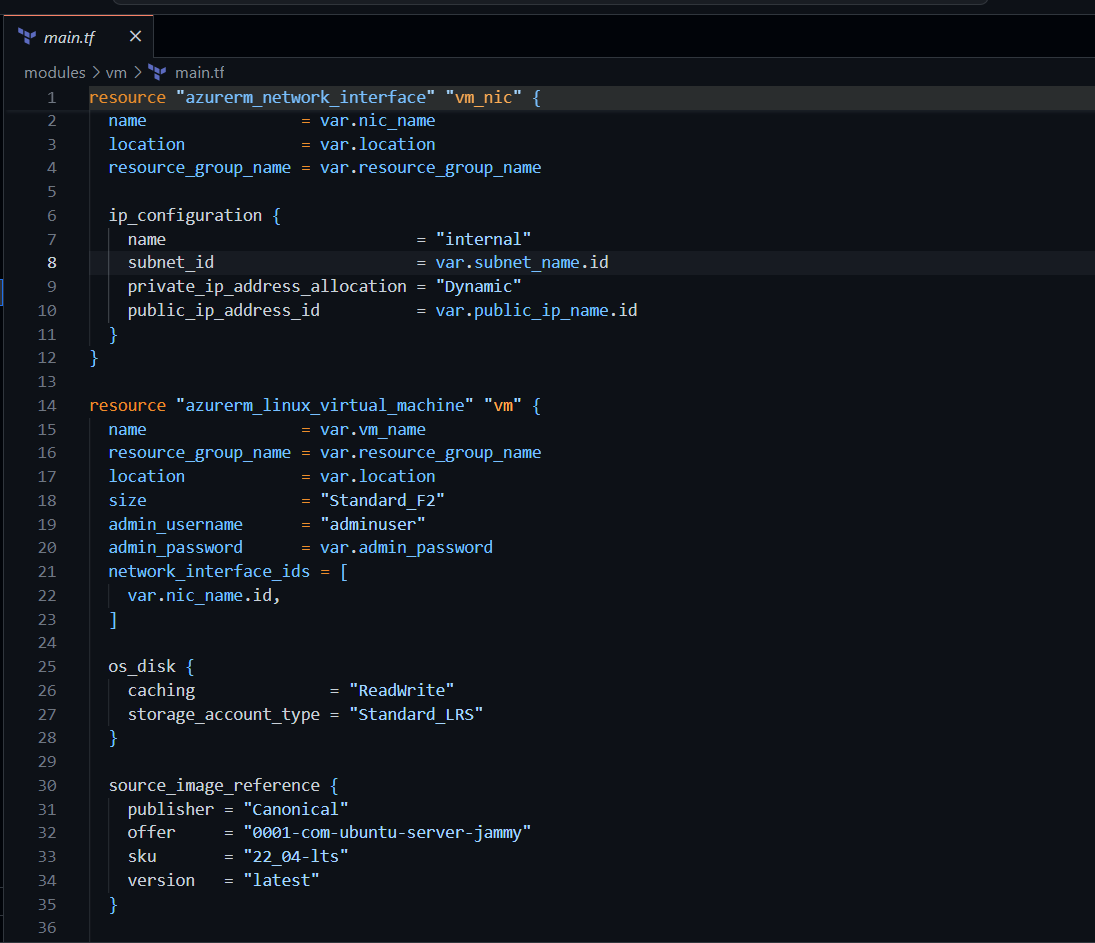 main.tf
modules > vm > main.tf
1 resource "azurerm_network_interface" "vm_nic" {
2   name                = var.nic_name
3   location            = var.location
4   resource_group_name = var.resource_group_name
5
6   ip_configuration {
7     name                          = "internal"
8     subnet_id                     = var.subnet_name.id
9     private_ip_address_allocation = "Dynamic"
10     public_ip_address_id          = var.public_ip_name.id
11   }
12 }
13
14 resource "azurerm_linux_virtual_machine" "vm" {
15   name                = var.vm_name
16   resource_group_name = var.resource_group_name
17   location            = var.location
18   size                = "Standard_F2"
19   admin_username      = "adminuser"
20   admin_password      = var.admin_password
21   network_interface_ids = [
22     var.nic_name.id,
23   ]
24
25   os_disk {
26     caching              = "ReadWrite"
27     storage_account_type = "Standard_LRS"
28   }
29
30   source_image_reference {
31     publisher = "Canonical"
32     offer     = "0001-com-ubuntu-server-jammy"
33     sku       = "22_04-lts"
34     version   = "latest"
35   }
36